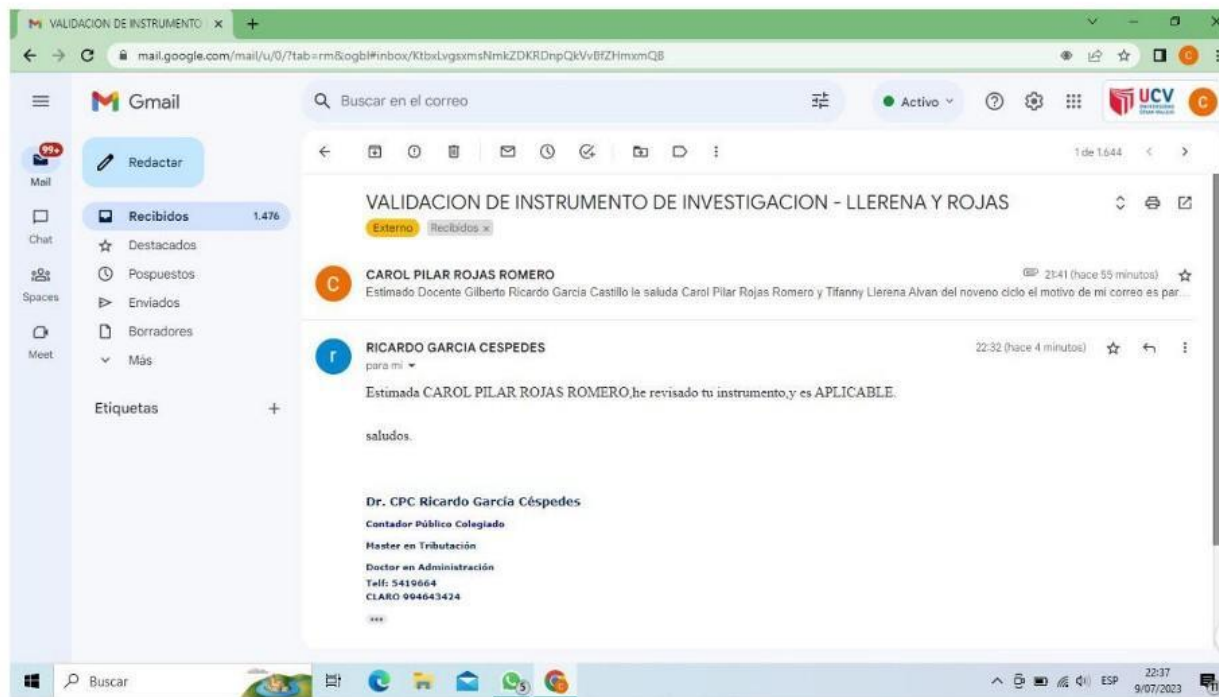 VALIDACION DE INSTRUMENTO
mail.google.com/mail/u/0/?tab=rm&ogbl#inbox/KtbxLvgsxmsNmkZDKRDnpQkVvBfZHmxmQB
Gmail
Buscar en el correo
Activo
UCV
C
99+
Mail
Redactar
1 de 1.644
Recibidos 1.476
VALIDACION DE INSTRUMENTO DE INVESTIGACION - LLERENA Y ROJAS
Externo Recibidos x
Chat
Destacados
Spaces
Pospuestos
C
CAROL PILAR ROJAS ROMERO 21:41 (hace 55 minutos)
Estimado Docente Gilberto Ricardo Garcia Castillo le saluda Carol Pilar Rojas Romero y Tifanny Llerena Alvan del noveno ciclo el motivo de mi correo es par...
Enviados
Meet
Borradores
Más
r
RICARDO GARCIA CESPEDES 22:32 (hace 4 minutos)
para mi
Estimada CAROL PILAR ROJAS ROMERO,he revisado tu instrumento,y es APLICABLE.
Etiquetas +
saludos.
Dr. CPC Ricardo García Céspedes
Contador Público Colegiado
Master en Tributación
Doctor en Administración
Telf: 5419664
CLARO 994643424
Buscar
5
ESP
22:37
9/07/2023